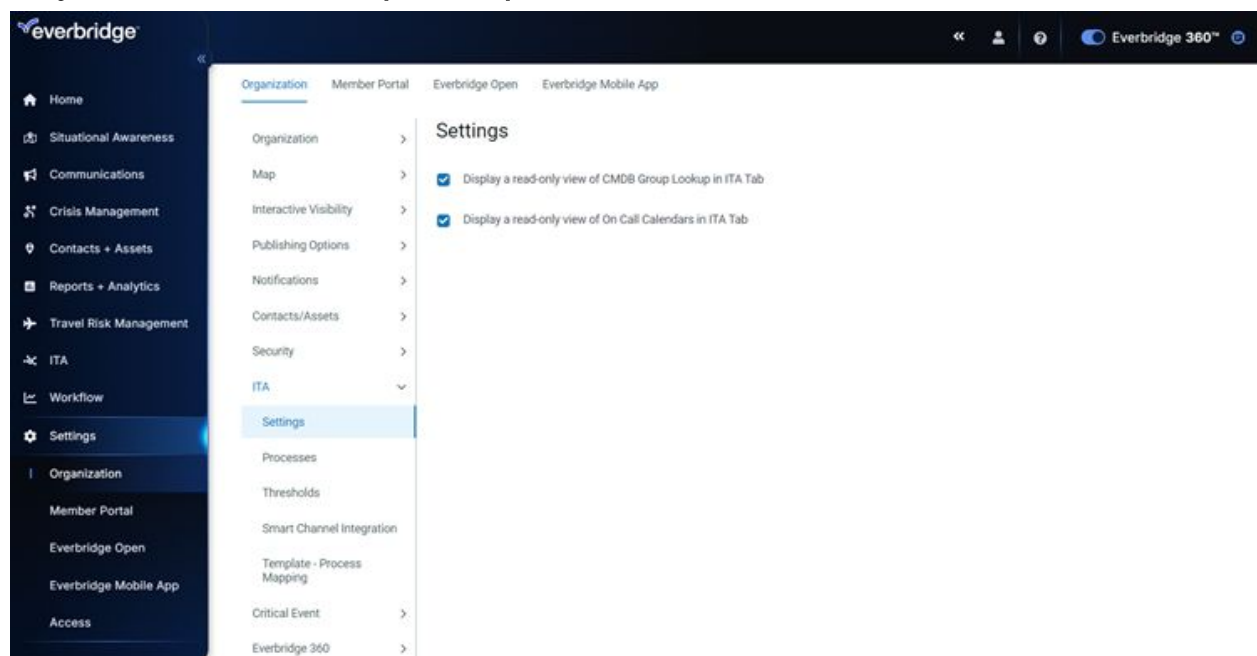 everbridge
Everbridge 360™
Home
Situational Awareness
Communications
Crisis Management
Contacts + Assets
Reports + Analytics
Travel Risk Management
ITA
Workflow
Settings
Organization
Member Portal
Everbridge Open
Everbridge Mobile App
Access
Organization Member Portal Everbridge Open Everbridge Mobile App
Organization
Map
Interactive Visibility
Publishing Options
Notifications
Contacts/Assets
Security
ITA
Settings
Processes
Thresholds
Smart Channel Integration
Template - Process
Mapping
Critical Event
Everbridge 360
Settings
Display a read-only view of CMDB Group Lookup in ITA Tab
Display a read-only view of On Call Calendars in ITA Tab